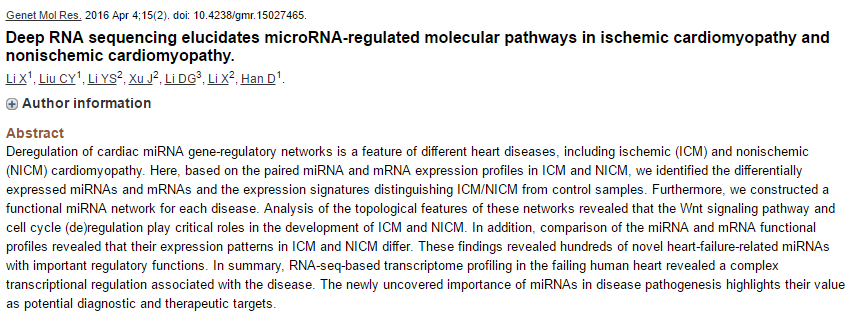 Genet Mol Res. 2016 Apr 4;15(2). doi: 10.4238/gmr.15027465.
Deep RNA sequencing elucidates microRNA-regulated molecular pathways in ischemic cardiomyopathy and
nonischemic cardiomyopathy.
Li X1, Liu CY1, Li YS2, Xu J2, Li DG3, Li X2, Han D1.
Author information
Abstract
Deregulation of cardiac miRNA gene-regulatory networks is a feature of different heart diseases, including ischemic (ICM) and nonischemic
(NICM) cardiomyopathy. Here, based on the paired miRNA and mRNA expression profiles in ICM and NICM, we identified the differentially
expressed miRNAs and mRNAs and the expression signatures distinguishing ICM/NICM from control samples. Furthermore, we constructed a
functional miRNA network for each disease. Analysis of the topological features of these networks revealed that the Wnt signaling pathway and
cell cycle (de)regulation play critical roles in the development of ICM and NICM. In addition, comparison of the miRNA and mRNA functional
profiles revealed that their expression patterns in ICM and NICM differ. These findings revealed hundreds of novel heart-failure-related miRNAs
with important regulatory functions. In summary, RNA-seq-based transcriptome profiling in the failing human heart revealed a complex
transcriptional regulation associated with the disease. The newly uncovered importance of miRNAs in disease pathogenesis highlights their value
as potential diagnostic and therapeutic targets.